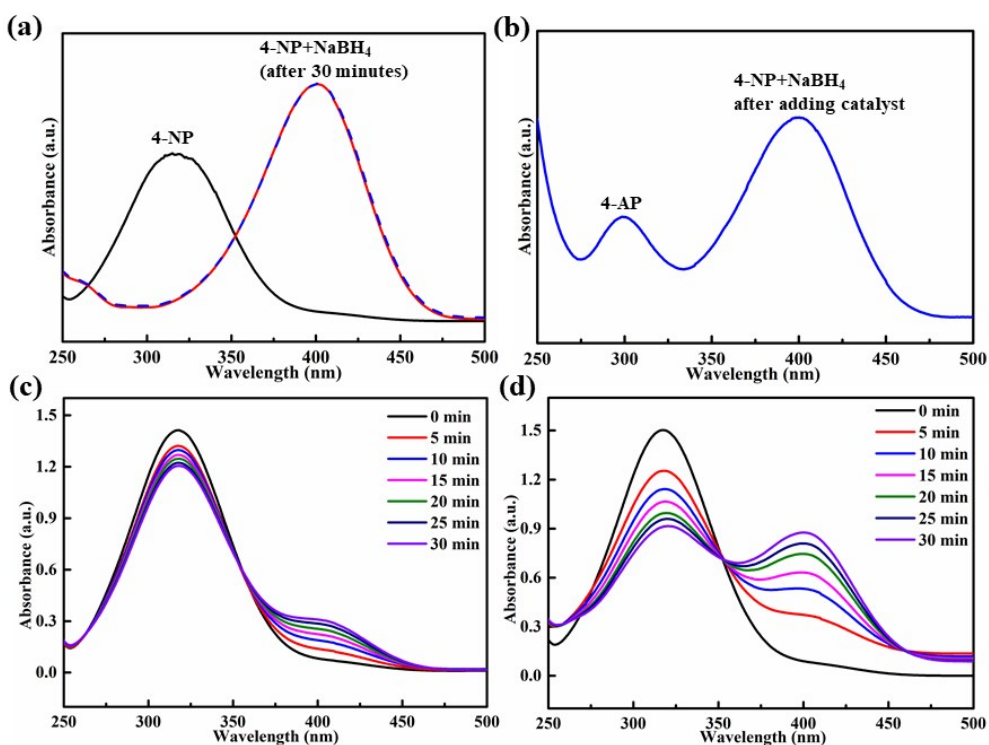 (a)
4-NP+NaBH₄
(after 30 minutes)
4-NP
Absorbance (a.u.)
250 300 350 400 450 500
Wavelength (nm)
(b)
4-NP+NaBH₄
after adding catalyst
4-AP
Absorbance (a.u.)
250 300 350 400 450 500
Wavelength (nm)
(c)
0 min
5 min
10 min
15 min
20 min
25 min
30 min
1.5
1.2
0.9
0.6
0.3
0.0
Absorbance (a.u.)
250 300 350 400 450 500
Wavelength (nm)
(d)
0 min
5 min
10 min
15 min
20 min
25 min
30 min
1.5
1.2
0.9
0.6
0.3
0.0
Absorbance (a.u.)
250 300 350 400 450 500
Wavelength (nm)